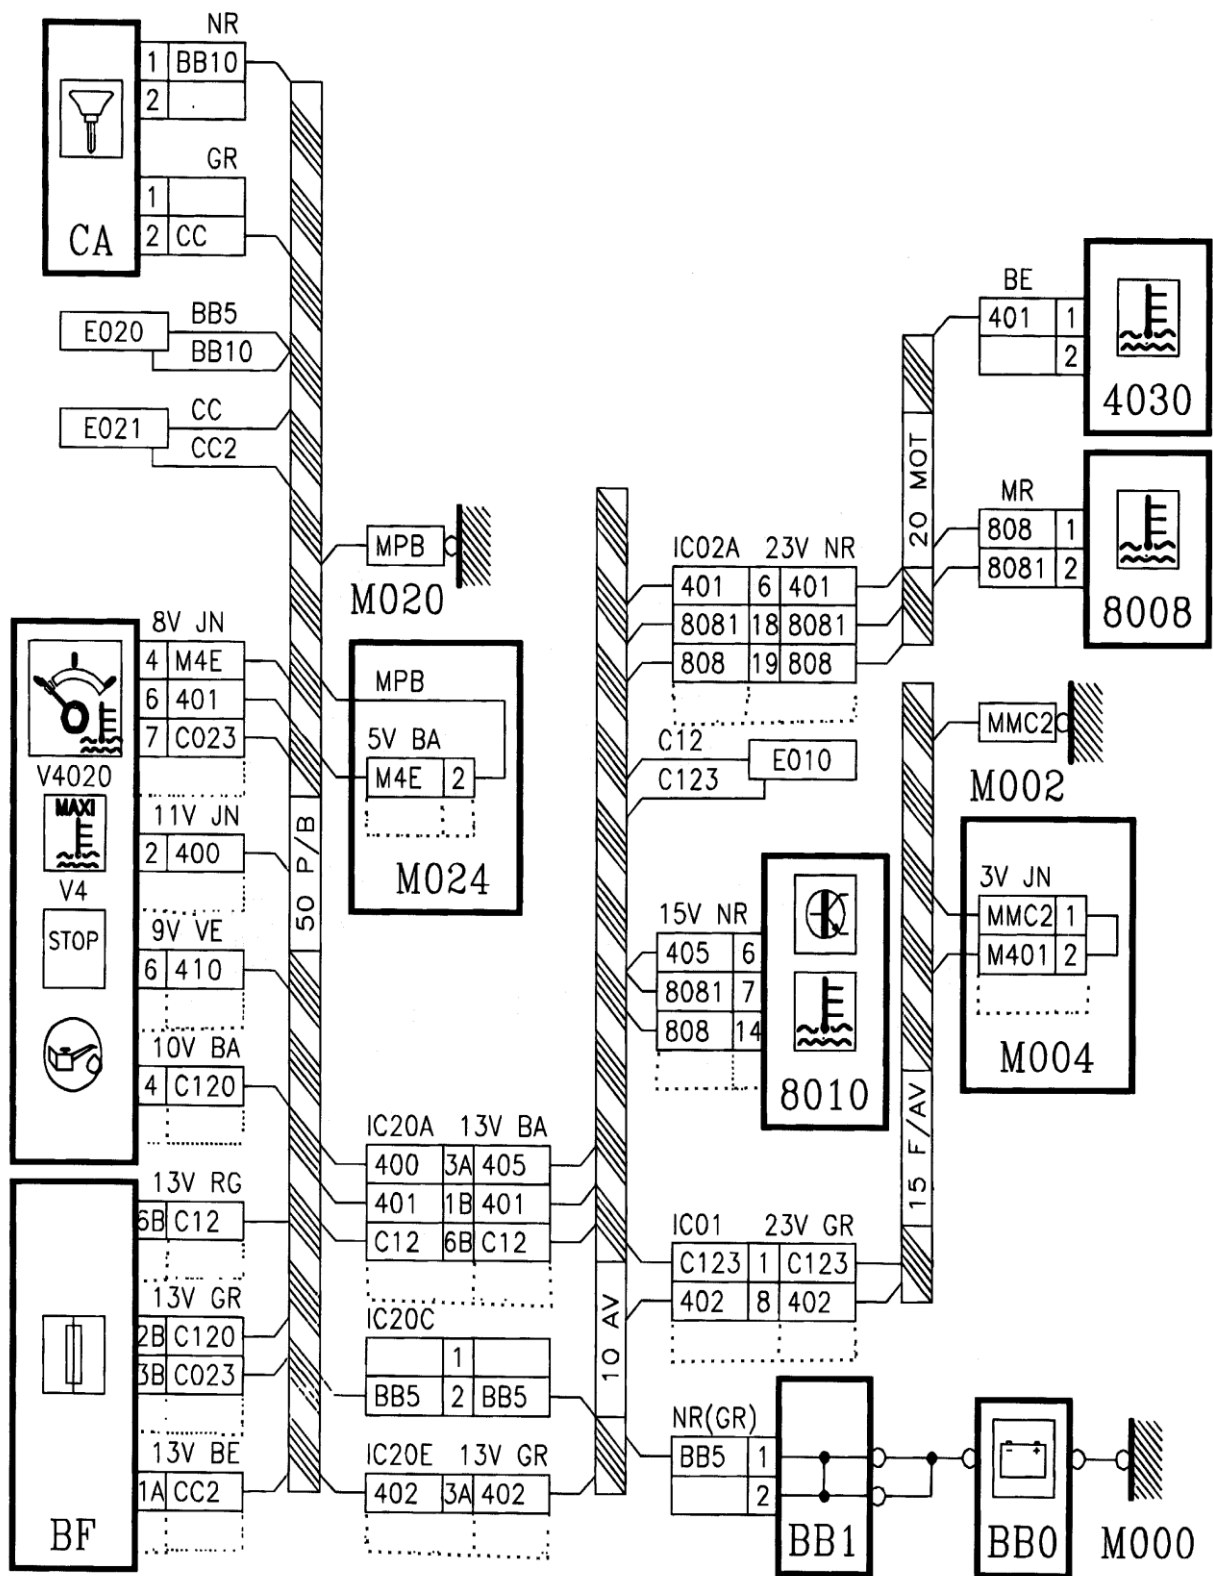 NR
1 BB10
2
GR
1
2 CC
CA
E020 BB5
BB10
E021 CC
CC2
MPB
M020
8V JN
4 M4E
6 401
7 C023
V4020
MAXI
11V JN
2 400
V4
STOP
9V VE
6 410
10V BA
4 C120
MPB
5V BA
M4E 2
M024
50 P/B
13V RG
6B C12
13V GR
2B C120
3B C023
13V BE
1A CC2
BF
IC20A 13V BA
400 3A 405
401 1B 401
C12 6B C12
IC20C
1
BB5 2 BB5
IC20E 13V GR
402 3A 402
10 AV
IC02A 23V NR
401 6 401
8081 18 8081
808 19 808
C12
C123
E010
15V NR
405 6
8081 7
808 14
8010
IC01 23V GR
C123 1 C123
402 8 402
NR(GR)
BB5 1
2
BB1
- +
BB0
M000
20 MOT
BE
401 1
2
4030
MR
808 1
8081 2
8008
MMC2
M002
3V JN
MMC2 1
M401 2
M004
15 F/AV